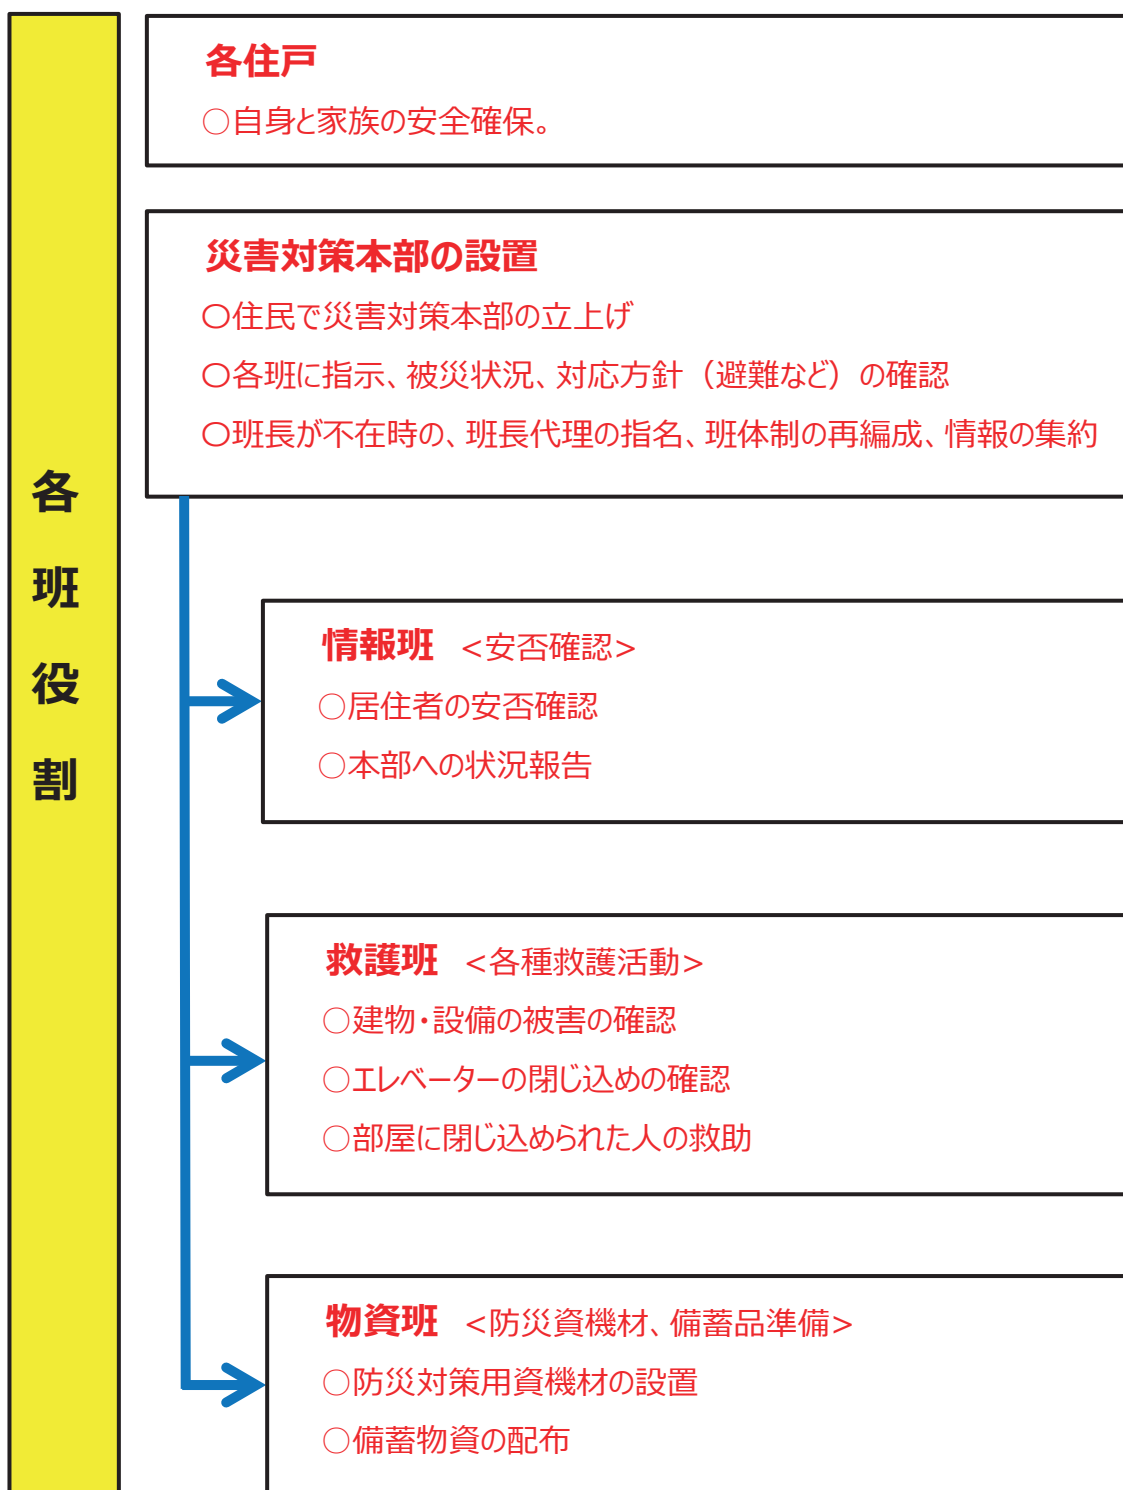 各班役割
各住戸
○自身と家族の安全確保。
災害対策本部の設置
○住民で災害対策本部の立上げ
○各班に指示、被災状況、対応方針（避難など）の確認
○班長が不在時の、班長代理の指名、班体制の再編成、情報の集約
情報班 <安否確認>
○居住者の安否確認
○本部への状況報告
救護班 <各種救護活動>
○建物・設備の被害の確認
○エレベーターの閉じ込めの確認
○部屋に閉じ込められた人の救助
物資班 <防災資機材、備蓄品準備>
○防災対策用資機材の設置
○備蓄物資の配布